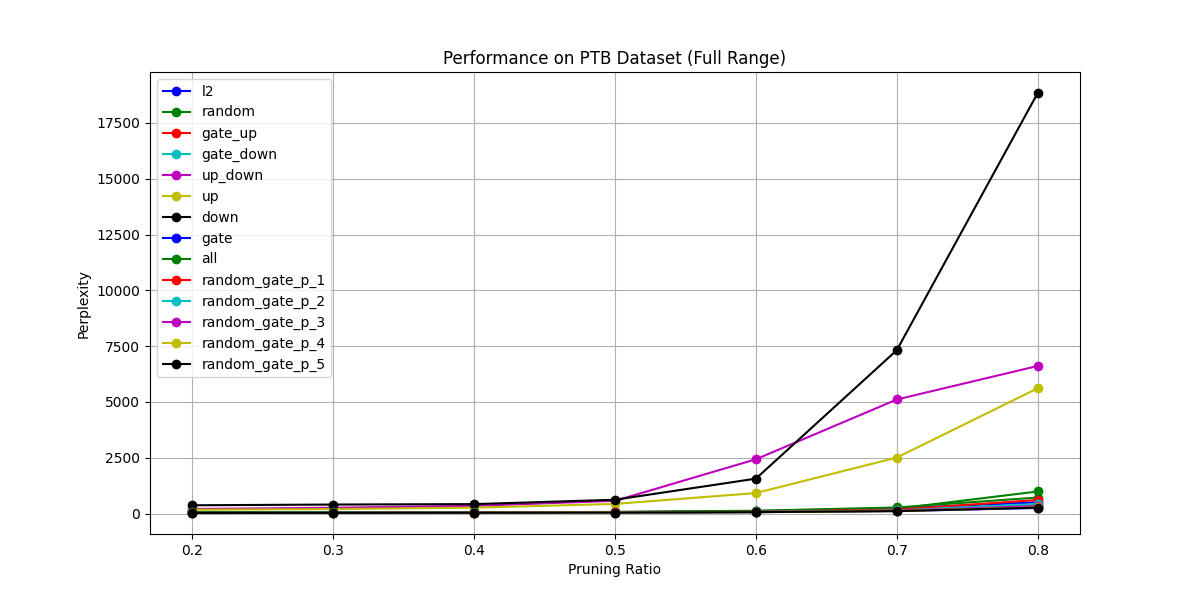 Performance on PTB Dataset (Full Range)
l2
random
gate_up
gate_down
up_down
up
down
gate
all
random_gate_p_1
random_gate_p_2
random_gate_p_3
random_gate_p_4
random_gate_p_5
Perplexity
17500
15000
12500
10000
7500
5000
2500
0
0.2 0.3 0.4 0.5 0.6 0.7 0.8
Pruning Ratio